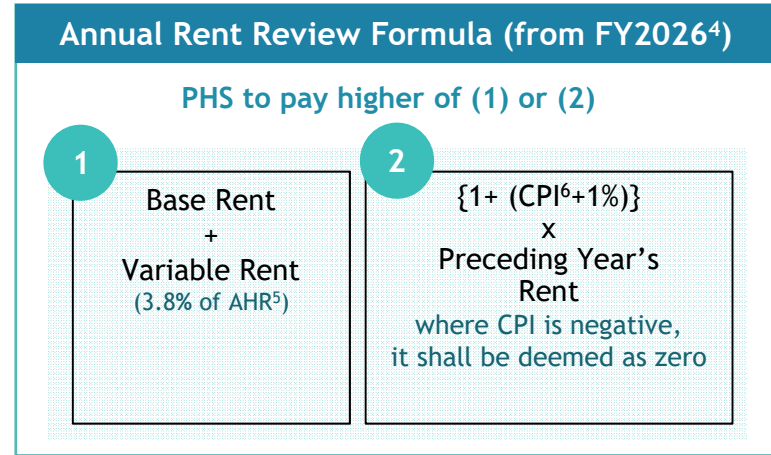 Annual Rent Review Formula (from FY2026⁴)
PHS to pay higher of (1) or (2)
1
Base Rent
+
Variable Rent
(3.8% of AHR⁵)
2
{1+ (CPI⁶+1%)}
x
Preceding Year’s
Rent
where CPI is negative,
it shall be deemed as zero